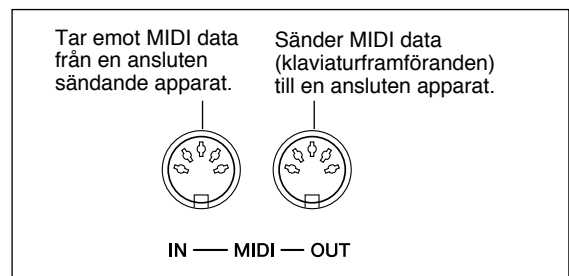 Tar emot MIDI data
från en ansluten
sändande apparat.
Sänder MIDI data
(klaviaturframföranden)
till en ansluten apparat.
IN — MIDI — OUT